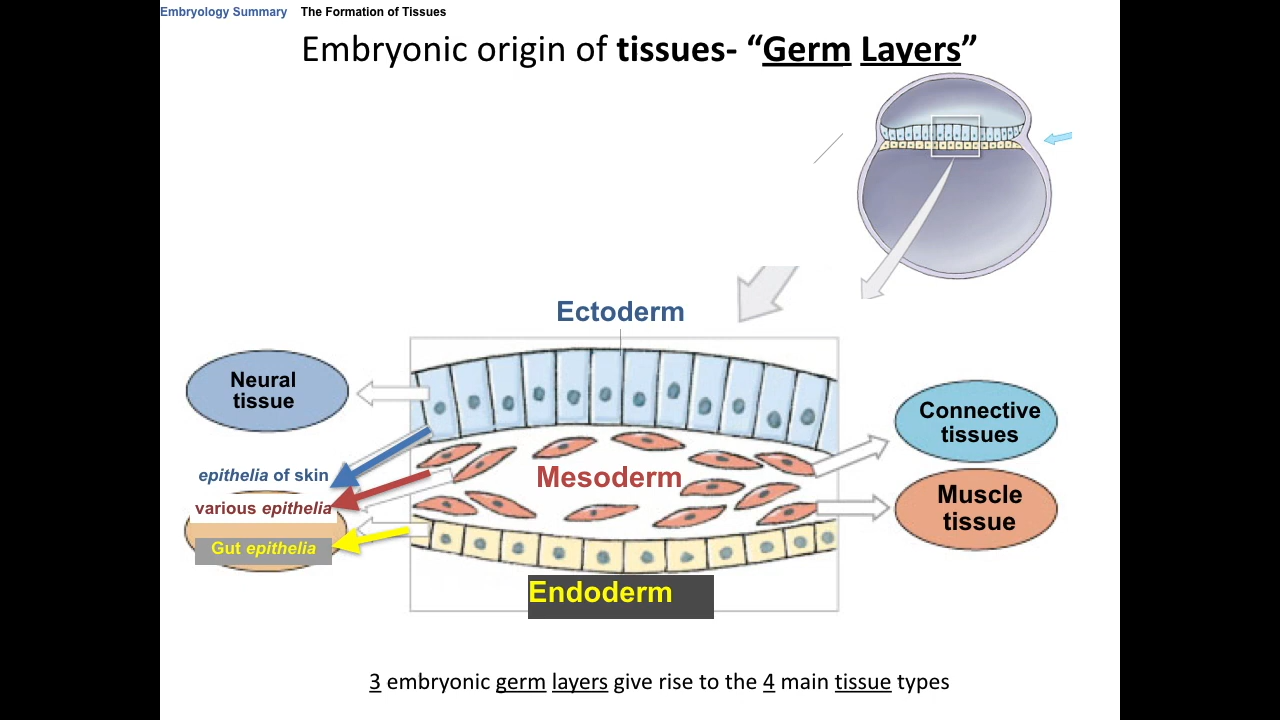 Embryology Summary The Formation of Tissues
Embryonic origin of tissues- “Germ Layers”
Ectoderm
Neural
tissue
epithelia of skin
various epithelia
Gut epithelia
Mesoderm
Endoderm
Connective
tissues
Muscle
tissue
3 embryonic germ layers give rise to the 4 main tissue types